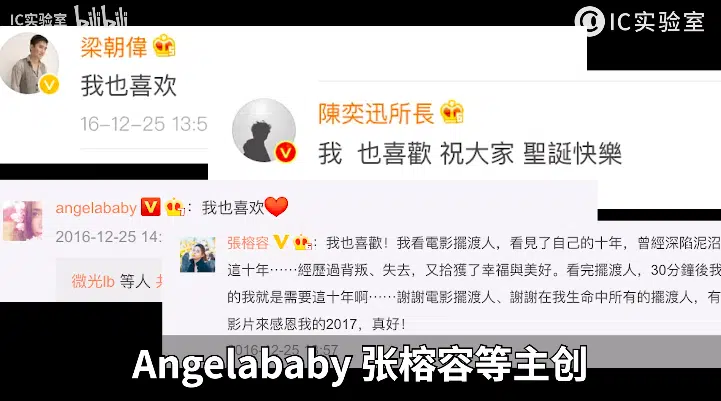 IC实验室 bilibili
@IC实验室
梁朝偉
我也喜欢
16-12-25 13:5
陳奕迅所長
我 也喜歡 祝大家 聖誕快樂
angelababy：我也喜欢❤
2016-12-25 14:
微光lb 等人
張榕容：我也喜歡！我看電影擺渡人，看見了自己的十年，曾經深陷泥沼
這十年……經歷過背叛、失去，又拾獲了幸福與美好。看完擺渡人，30分鐘後我
的我就是需要這十年啊……謝謝電影擺渡人、謝謝在我生命中所有的擺渡人，有
影片來感恩我的2017，真好！
Angelababy 张榕容等主创